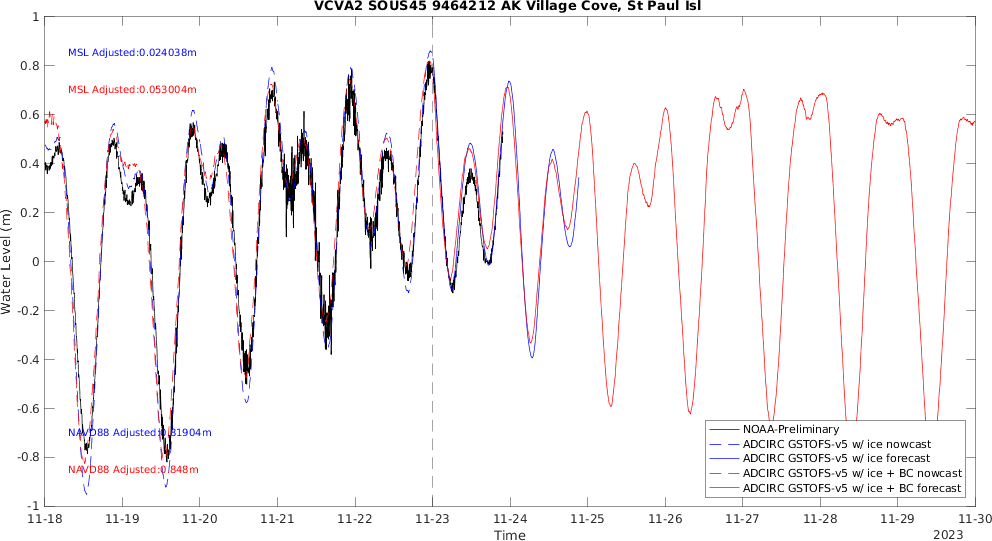 VCVA2 SOUS45 9464212 AK Village Cove, St Paul Isl
1
0.8
0.6
0.4
0.2
0
-0.2
-0.4
-0.6
-0.8
-1
Water Level (m)
MSL Adjusted:0.024038m
MSL Adjusted:0.053004m
NAVD88 Adjusted:0.81904m
NAVD88 Adjusted:0.848m
NOAA-Preliminary
ADCIRC GSTOFS-v5 w/ ice nowcast
ADCIRC GSTOFS-v5 w/ ice forecast
ADCIRC GSTOFS-v5 w/ ice + BC nowcast
ADCIRC GSTOFS-v5 w/ ice + BC forecast
11-18 11-19 11-20 11-21 11-22 11-23 11-24 11-25 11-26 11-27 11-28 11-29 11-30
Time
2023